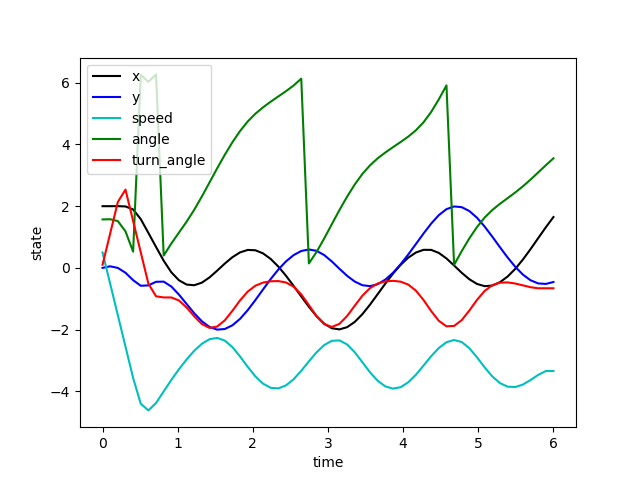 x
y
speed
angle
turn_angle
6
4
2
0
−2
−4
state
0 1 2 3 4 5 6
time